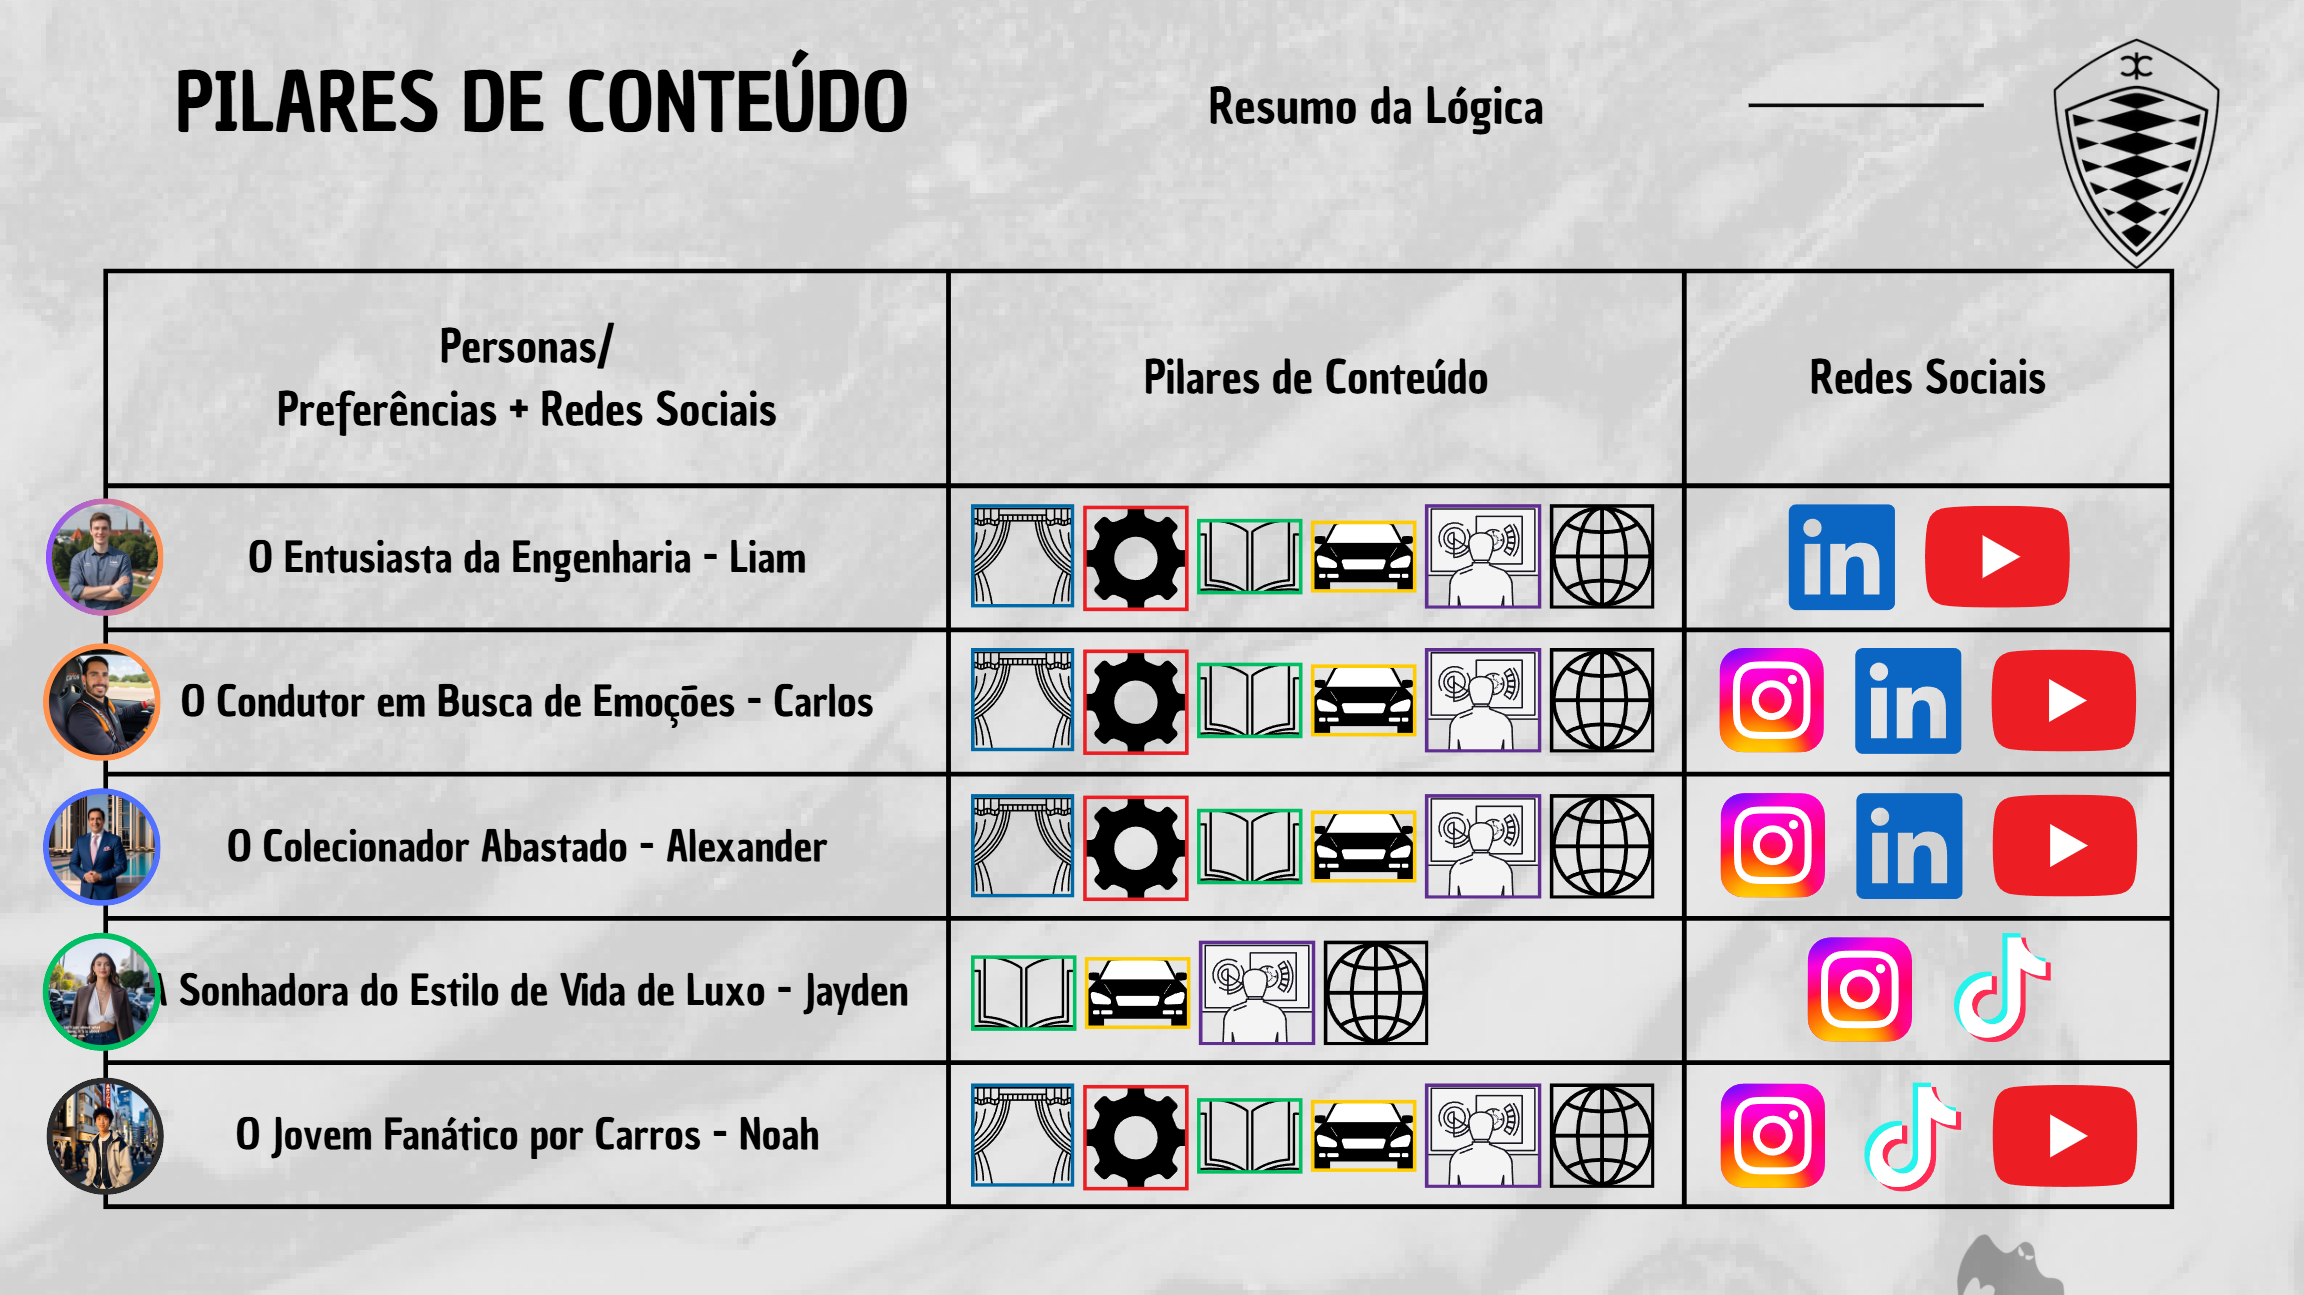 PILARES DE CONTEÚDO
Resumo da Lógica
Personas/
Preferências + Redes Sociais
Pilares de Conteúdo
Redes Sociais
O Entusiasta da Engenharia - Liam
in
O Condutor em Busca de Emoções - Carlos
in
O Colecionador Abastado - Alexander
in
A Sonhadora do Estilo de Vida de Luxo - Jayden
O Jovem Fanático por Carros - Noah